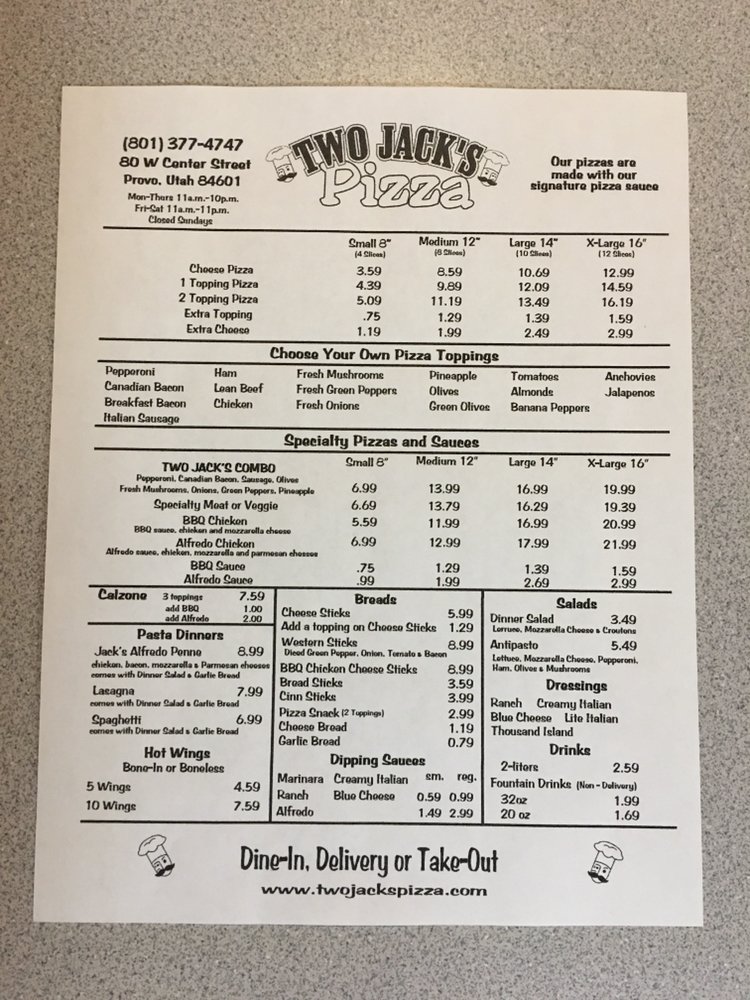 (801) 377-4747
80 W Center Street
Provo, Utah 84601
Mon-Thurs 11a.m.-10p.m.
Fri-Sat 11a.m.-11p.m.
Closed Sundays
TWO JACK'S
Pizza
Our pizzas are
made with our
signature pizza sauce
Small 8" Medium 12" Large 14" X-Large 16"
(4 Slices) (8 Slices) (10 Slices) (12 Slices)
Cheese Pizza 3.59 8.59 10.69 12.99
1 Topping Pizza 4.39 9.89 12.09 14.59
2 Topping Pizza 5.09 11.19 13.49 16.19
Extra Topping .75 1.29 1.39 1.59
Extra Cheese 1.19 1.99 2.49 2.99
Choose Your Own Pizza Toppings
Pepperoni Ham Fresh Mushrooms Pineapple Tomatoes Anchovies
Canadian Bacon Lean Beef Fresh Green Peppers Olives Almonds Jalapenos
Breakfast Bacon Chicken Fresh Onions Green Olives Banana Peppers
Italian Sausage
Specialty Pizzas and Sauces
Small 8" Medium 12" Large 14" X-Large 16"
TWO JACK'S COMBO
Pepperoni, Canadian Bacon, Sausage, Olives
Fresh Mushrooms, Onions, Green Peppers, Pineapple 6.99 13.99 16.99 19.99
Specialty Meat or Veggie 6.69 13.79 16.29 19.39
BBQ Chicken 5.59 11.99 16.99 20.99
BBQ sauce, chicken and mozzarella cheese
Alfredo Chicken 6.99 12.99 17.99 21.99
Alfredo sauce, chicken, mozzarella and parmesan cheeses
BBQ Sauce .75 1.29 1.39 1.59
Alfredo Sauce .99 1.99 2.69 2.99
Calzone 3 toppings 7.59
add BBQ 1.00
add Alfredo 2.00
Pasta Dinners
Jack's Alfredo Penne 8.99
chicken, bacon, mozzarella & Parmesan cheeses
comes with Dinner Salad & Garlic Bread
Lasagna 7.99
comes with Dinner Salad & Garlic Bread
Spaghetti 6.99
comes with Dinner Salad & Garlic Bread
Hot Wings
Bone-In or Boneless
5 Wings 4.59
10 Wings 7.59
Breads
Cheese Sticks 5.99
Add a topping on Cheese Sticks 1.29
Western Sticks 8.99
Diced Green Pepper, Onion, Tomato & Bacon
BBQ Chicken Cheese Sticks 8.99
Bread Sticks 3.59
Cinn Sticks 3.99
Pizza Snack (2 Toppings) 2.99
Cheese Bread 1.19
Garlic Bread 0.79
Dipping Sauces
Marinara Creamy Italian sm. reg.
Ranch Blue Cheese 0.59 0.99
Alfredo 1.49 2.99
Salads
Dinner Salad 3.49
Lerruce, Mozzarella Cheese & Croutons
Antipasto 5.49
Lettuce, Mozzarella Cheese, Pepperoni,
Ham, Olives & Mushrooms
Dressings
Ranch Creamy Italian
Blue Cheese Lite Italian
Thousand Island
Drinks
2-liters 2.59
Fountain Drinks (Non - Delivery)
32oz 1.99
20 oz 1.69
Dine-In, Delivery or Take-Out
www.twojackspizza.com